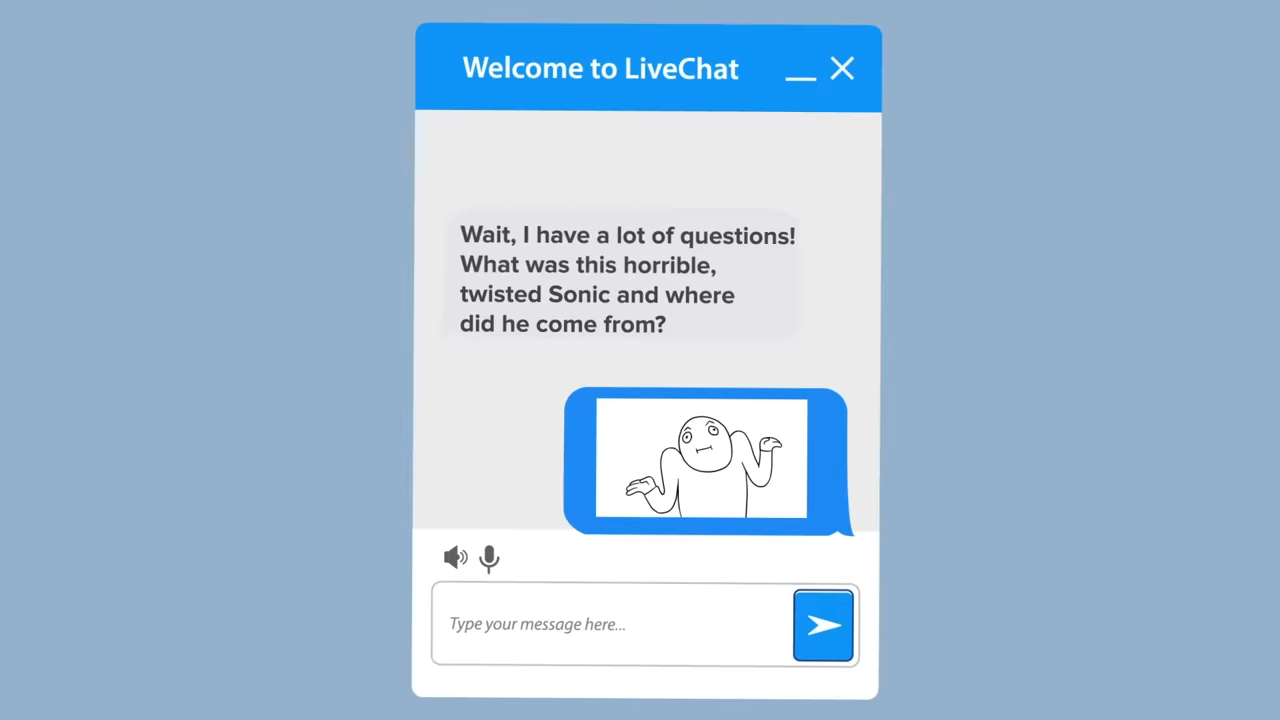 Welcome to LiveChat
Wait, I have a lot of questions!
What was this horrible,
twisted Sonic and where
did he come from?
Type your message here...